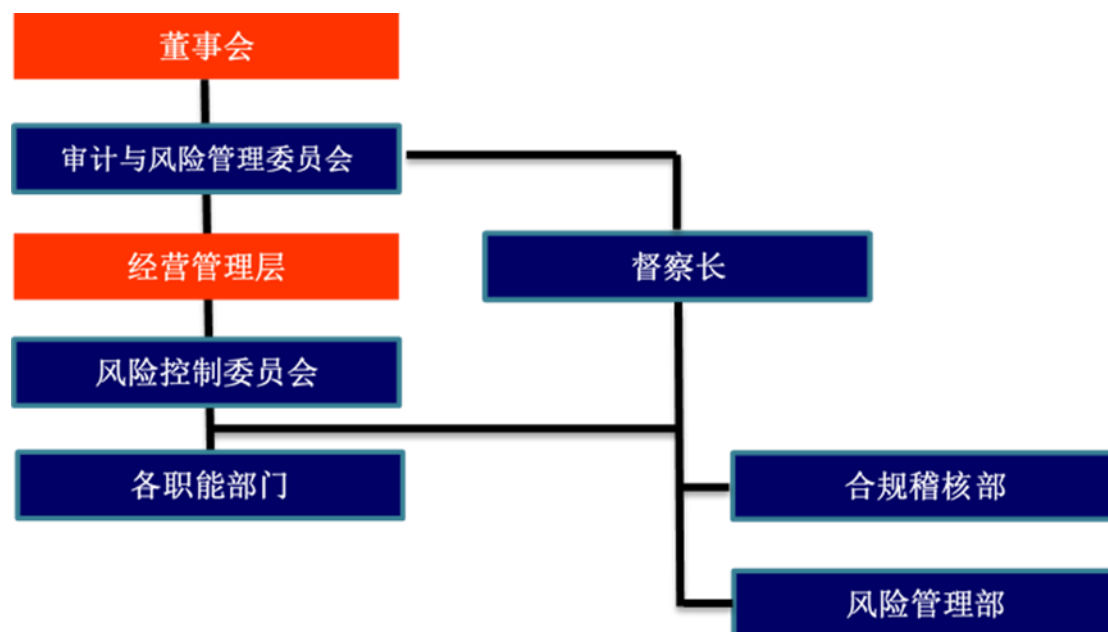 董事会
审计与风险管理委员会
经营管理层
督察长
风险控制委员会
各职能部门
合规稽核部
风险管理部